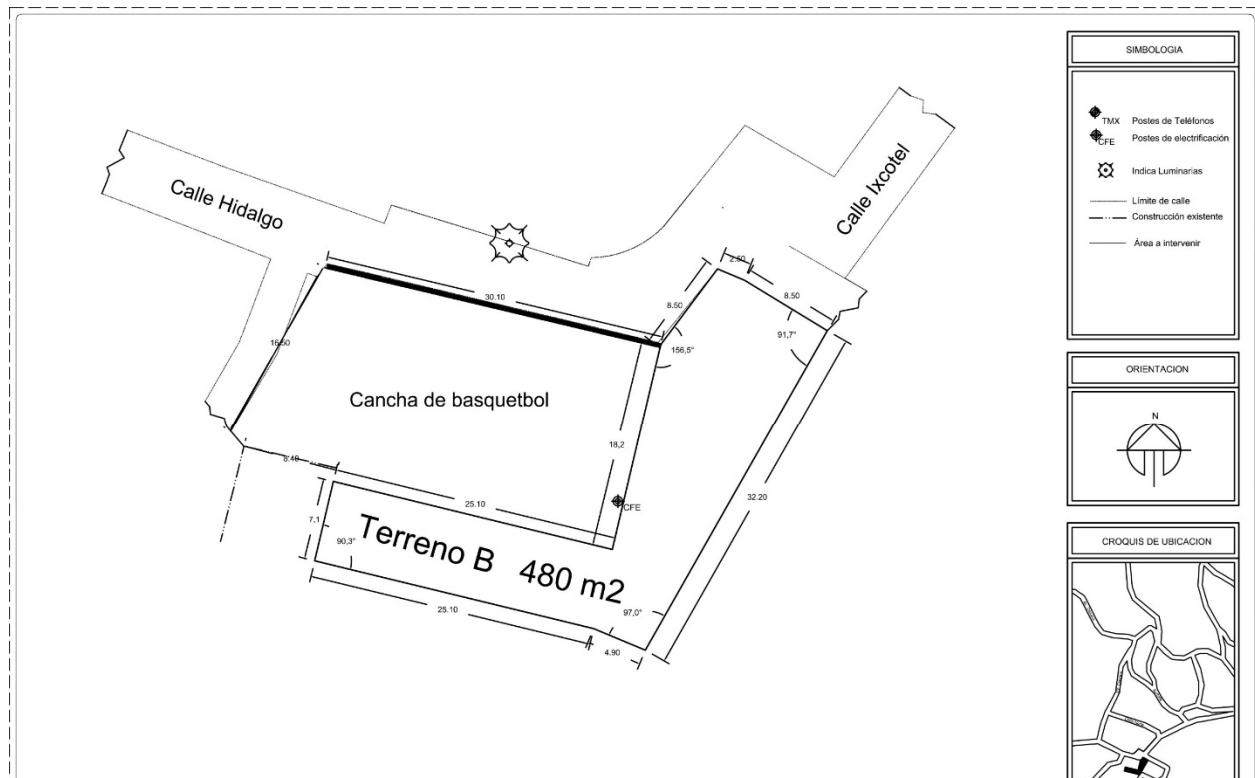 SIMBOLOGIA
TMX Postes de Teléfonos
CFE Postes de electrificación
Indica Luminarias
Límite de calle
Construcción existente
Área a intervenir
ORIENTACION
N
CROQUIS DE UBICACION
Calle Hidalgo
Calle Ixcotel
2.50
8.50
8.50
30.10
91,7°
156,5°
16.50
Cancha de basquetbol
18,2
8.40
25.10
32.20
CFE
7,1
90,3°
Terreno B 480 m2
97,0°
25.10
4.90